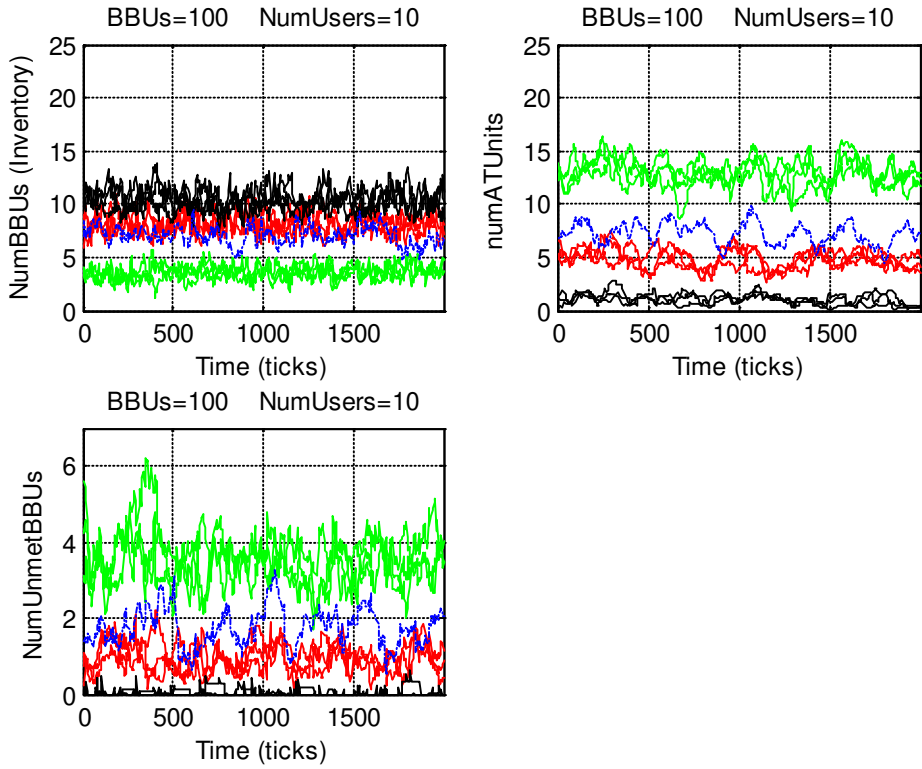 BBUs=100 NumUsers=10
NumBBUs (Inventory)
25
20
15
10
5
0
0 500 1000 1500
Time (ticks)
BBUs=100 NumUsers=10
numATUnits
25
20
15
10
5
0
0 500 1000 1500
Time (ticks)
BBUs=100 NumUsers=10
NumUnmetBBUs
6
4
2
0
0 500 1000 1500
Time (ticks)